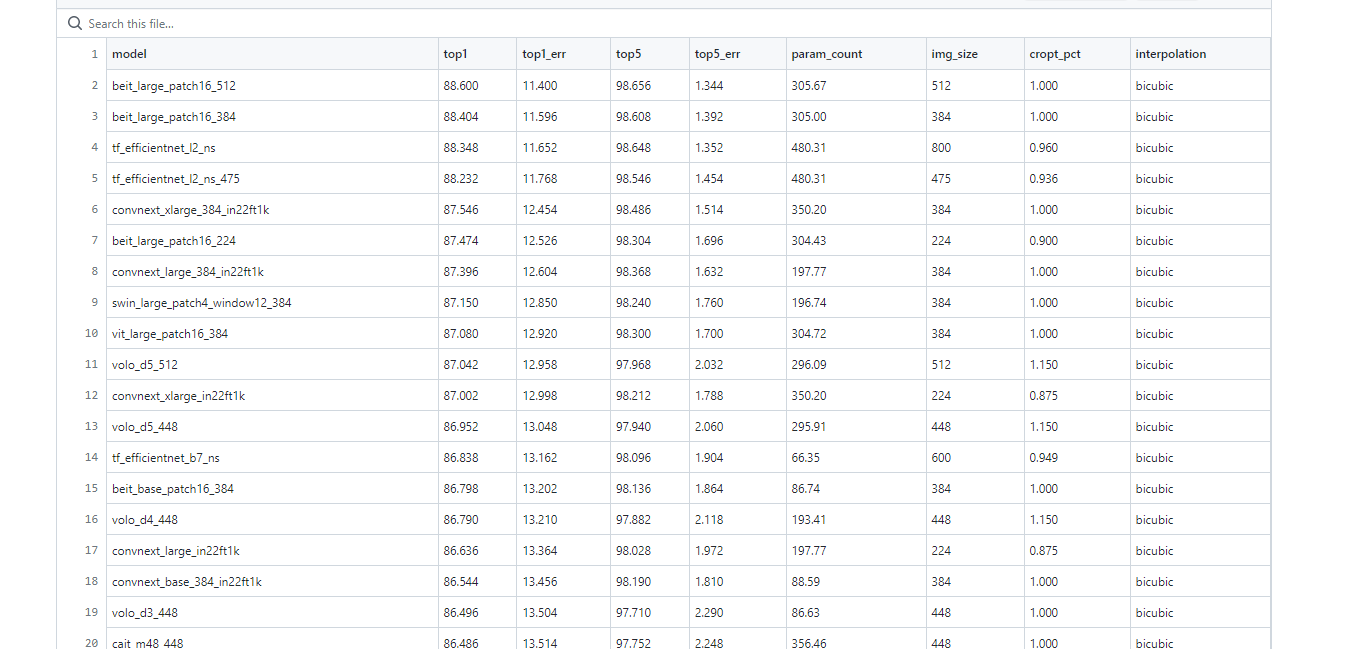 Search this file...
1 model top1 top1_err top5 top5_err param_count img_size cropt_pct interpolation
2 beit_large_patch16_512 88.600 11.400 98.656 1.344 305.67 512 1.000 bicubic
3 beit_large_patch16_384 88.404 11.596 98.608 1.392 305.00 384 1.000 bicubic
4 tf_efficientnet_l2_ns 88.348 11.652 98.648 1.352 480.31 800 0.960 bicubic
5 tf_efficientnet_l2_ns_475 88.232 11.768 98.546 1.454 480.31 475 0.936 bicubic
6 convnext_xlarge_384_in22ft1k 87.546 12.454 98.486 1.514 350.20 384 1.000 bicubic
7 beit_large_patch16_224 87.474 12.526 98.304 1.696 304.43 224 0.900 bicubic
8 convnext_large_384_in22ft1k 87.396 12.604 98.368 1.632 197.77 384 1.000 bicubic
9 swin_large_patch4_window12_384 87.150 12.850 98.240 1.760 196.74 384 1.000 bicubic
10 vit_large_patch16_384 87.080 12.920 98.300 1.700 304.72 384 1.000 bicubic
11 volo_d5_512 87.042 12.958 97.968 2.032 296.09 512 1.150 bicubic
12 convnext_xlarge_in22ft1k 87.002 12.998 98.212 1.788 350.20 224 0.875 bicubic
13 volo_d5_448 86.952 13.048 97.940 2.060 295.91 448 1.150 bicubic
14 tf_efficientnet_b7_ns 86.838 13.162 98.096 1.904 66.35 600 0.949 bicubic
15 beit_base_patch16_384 86.798 13.202 98.136 1.864 86.74 384 1.000 bicubic
16 volo_d4_448 86.790 13.210 97.882 2.118 193.41 448 1.150 bicubic
17 convnext_large_in22ft1k 86.636 13.364 98.028 1.972 197.77 224 0.875 bicubic
18 convnext_base_384_in22ft1k 86.544 13.456 98.190 1.810 88.59 384 1.000 bicubic
19 volo_d3_448 86.496 13.504 97.710 2.290 86.63 448 1.000 bicubic
20 cait_m48_448 86.486 13.514 97.752 2.248 356.46 448 1.000 bicubic